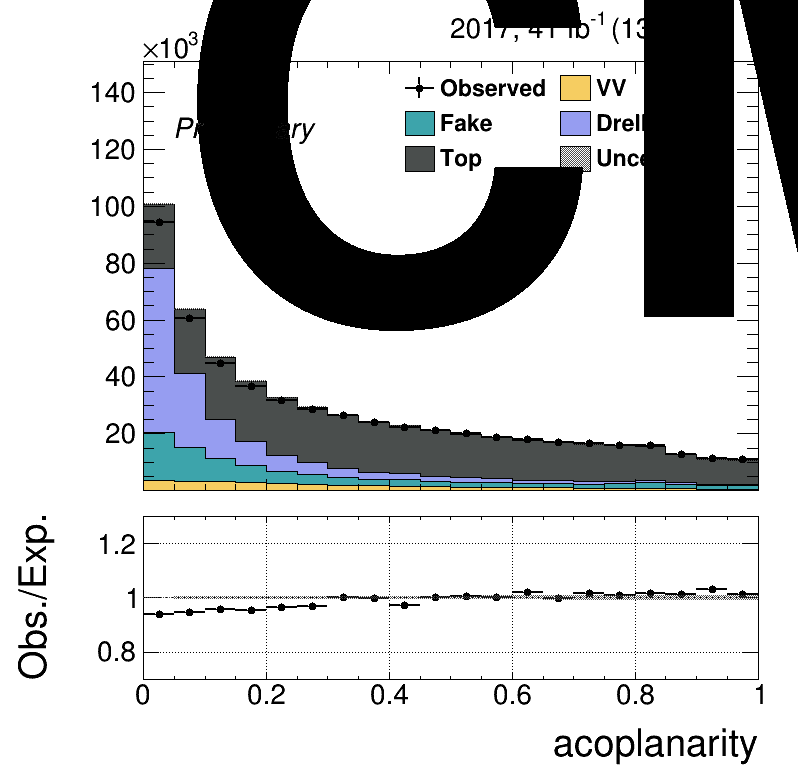 CM
2017, 41 fb-1 (13
×10³
Observed VV
Fake Drell
Top Unce
140
120
100
80
60
40
20
Obs./Exp.
1.2
1
0.8
0 0.2 0.4 0.6 0.8 1
acoplanarity